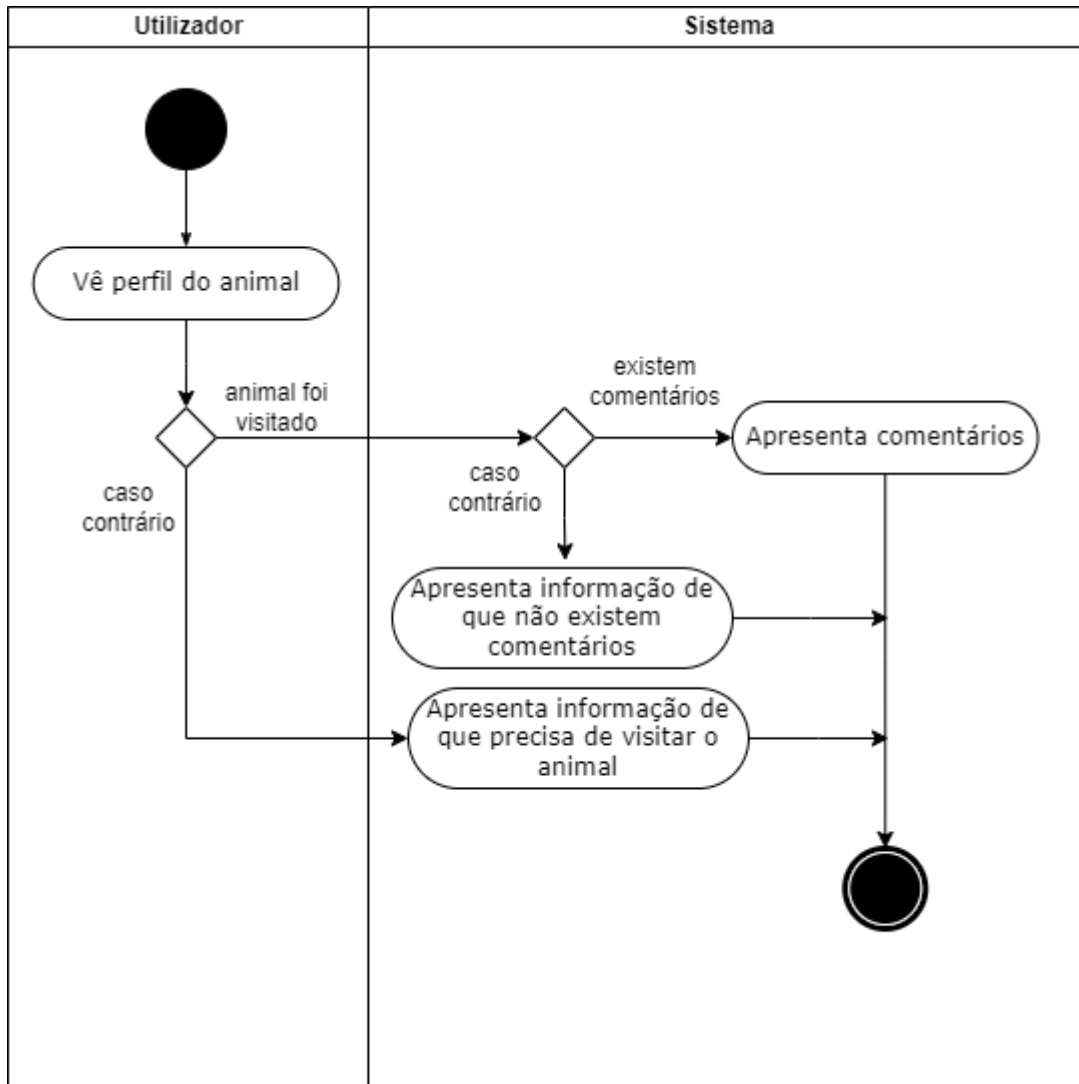 Utilizador
Sistema
Vê perfil do animal
animal foi
visitado
existem
comentários
Apresenta comentários
caso
contrário
caso
contrário
Apresenta informação de
que não existem
comentários
Apresenta informação de
que precisa de visitar o
animal